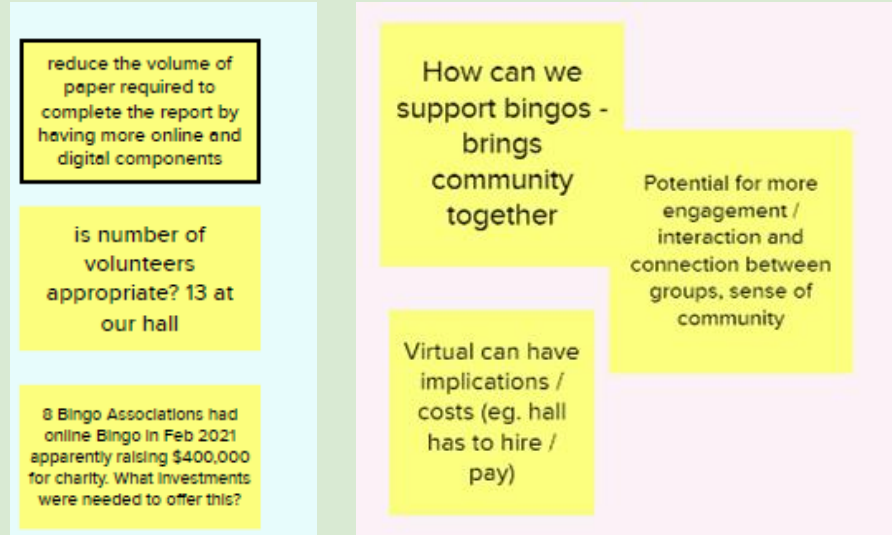 reduce the volume of
paper required to
complete the report by
having more online and
digital components
is number of
volunteers
appropriate? 13 at
our hall
8 Bingo Associations had
online Bingo in Feb 2021
apparently raising $400,000
for charity. What investments
were needed to offer this?
How can we
support bingos -
brings
community
together
Potential for more
engagement /
interaction and
connection between
groups, sense of
community
Virtual can have
implications /
costs (eg. hall
has to hire /
pay)